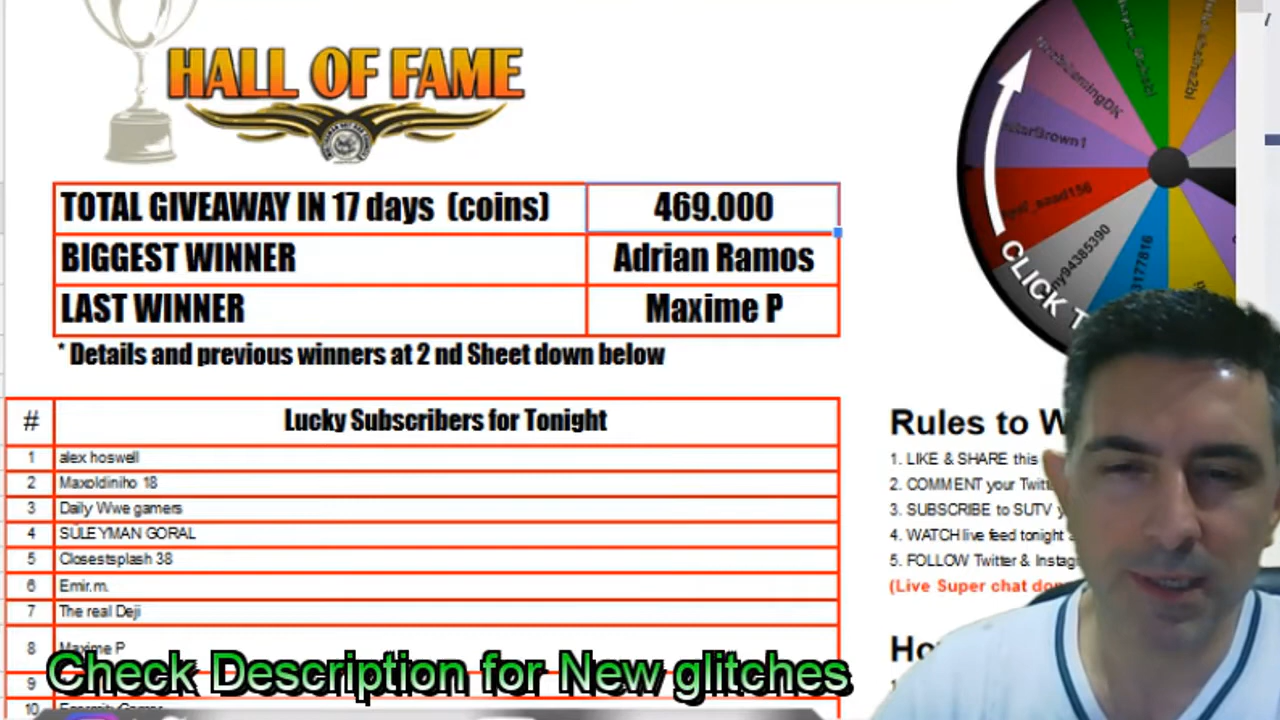 HALL OF FAME
TOTAL GIVEAWAY IN 17 days (coins) 469.000
BIGGEST WINNER Adrian Ramos
LAST WINNER Maxime P
* Details and previous winners at 2 nd Sheet down below
# Lucky Subscribers for Tonight
1 alex hoswell
2 Maxoldiniho 18
3 Daily Wwe gamers
4 SÜLEYMAN GORAL
5 Closestsplash 38
6 Emir.m.
7 The real Deji
8 Maxime P
9
10
Check Description for New glitches
CLICK
Rules to
1. LIKE & SHARE this
2. COMMENT your
3. SUBSCRIBE to SUTV
4. WATCH live feed tonight
5. FOLLOW Twitter &
(Live Super chat